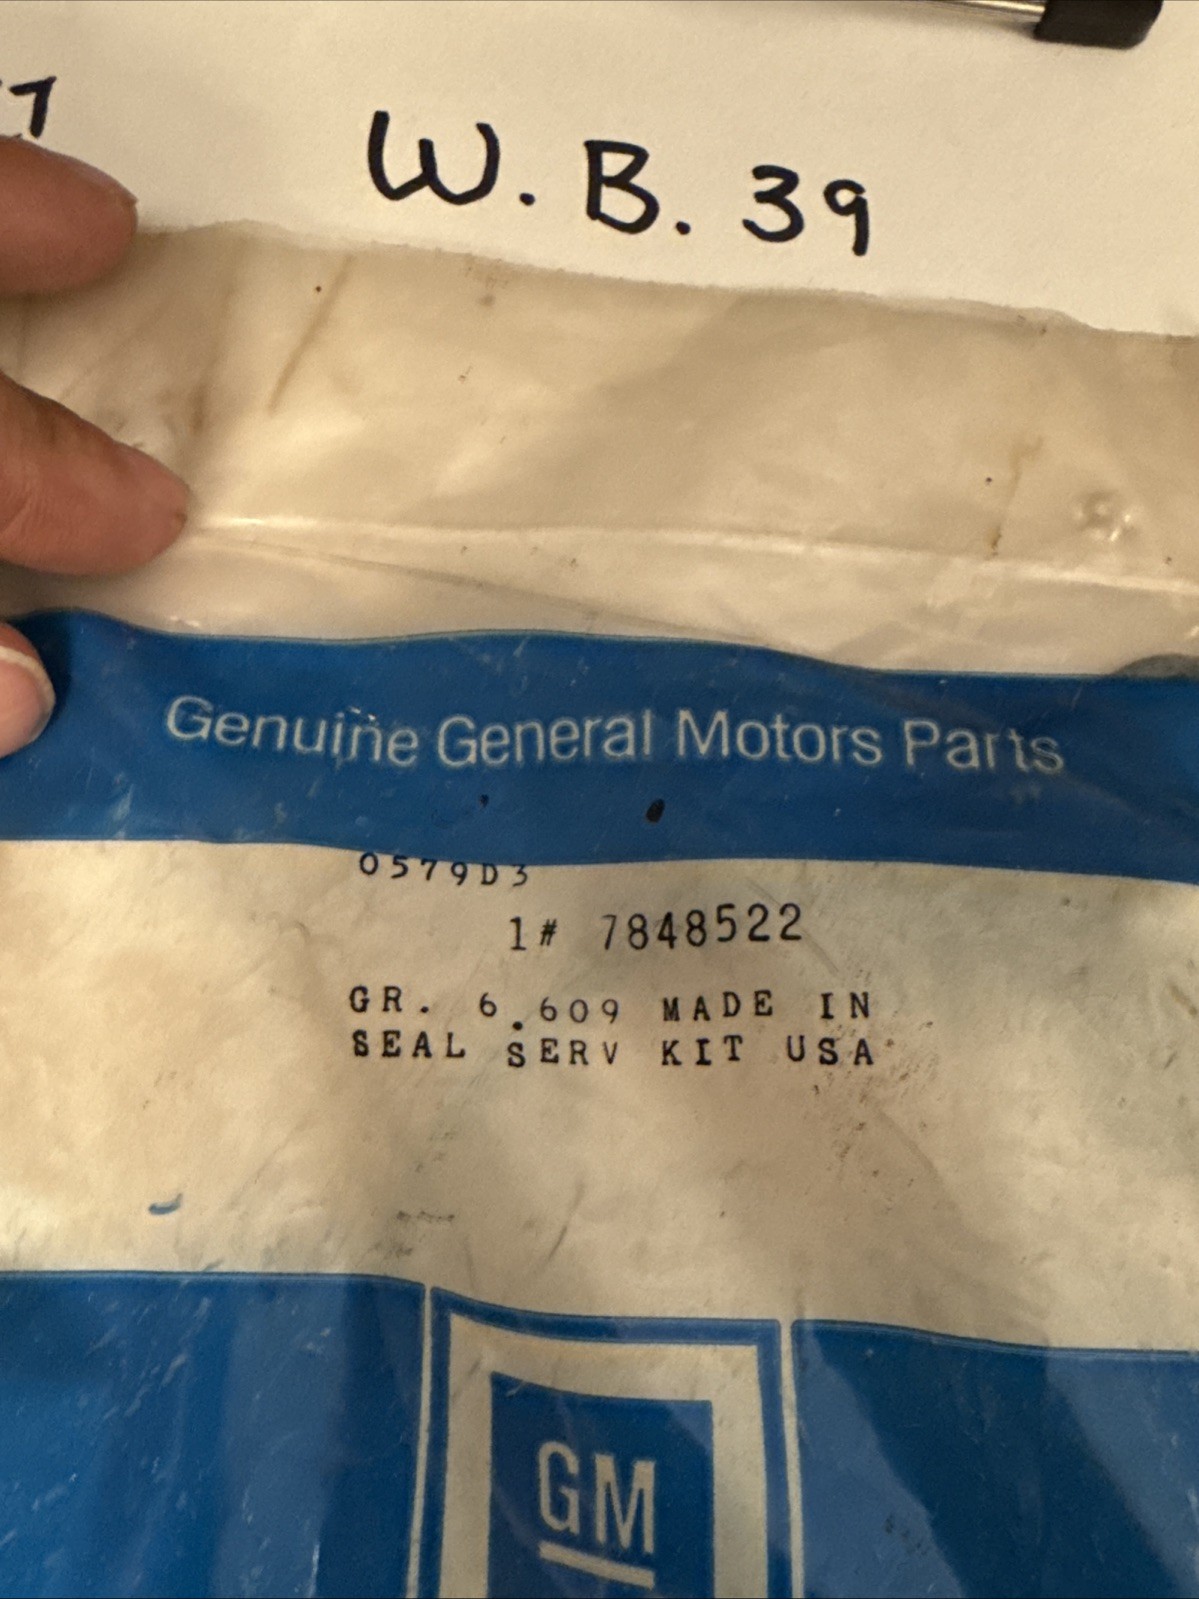 W. B. 39
Genuine General Motors Parts
0579D3
1# 7848522
GR. 6.609 MADE IN
SEAL SERV KIT USA
GM